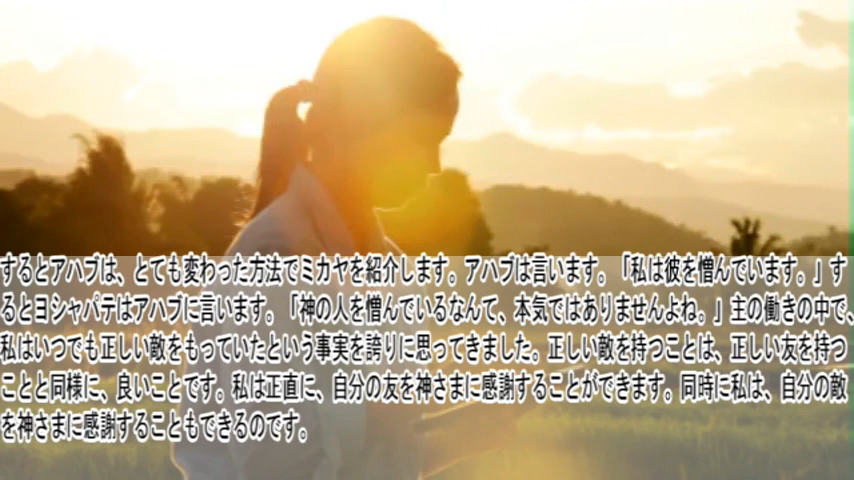 するとアハブは、とても変わった方法でミカヤを紹介します。アハブは言います。「私は彼を憎んでいます。」す
るとヨシャパテはアハブに言います。「神の人を憎んでいるなんて、本気ではありませんよね。」主の働きの中で、
私はいつでも正しい敵をもっていたという事実を誇りに思ってきました。正しい敵を持つことは、正しい友を持つ
ことと同様に、良いことです。私は正直に、自分の友を神さまに感謝することができます。同時に私は、自分の敵
を神さまに感謝することもできるのです。